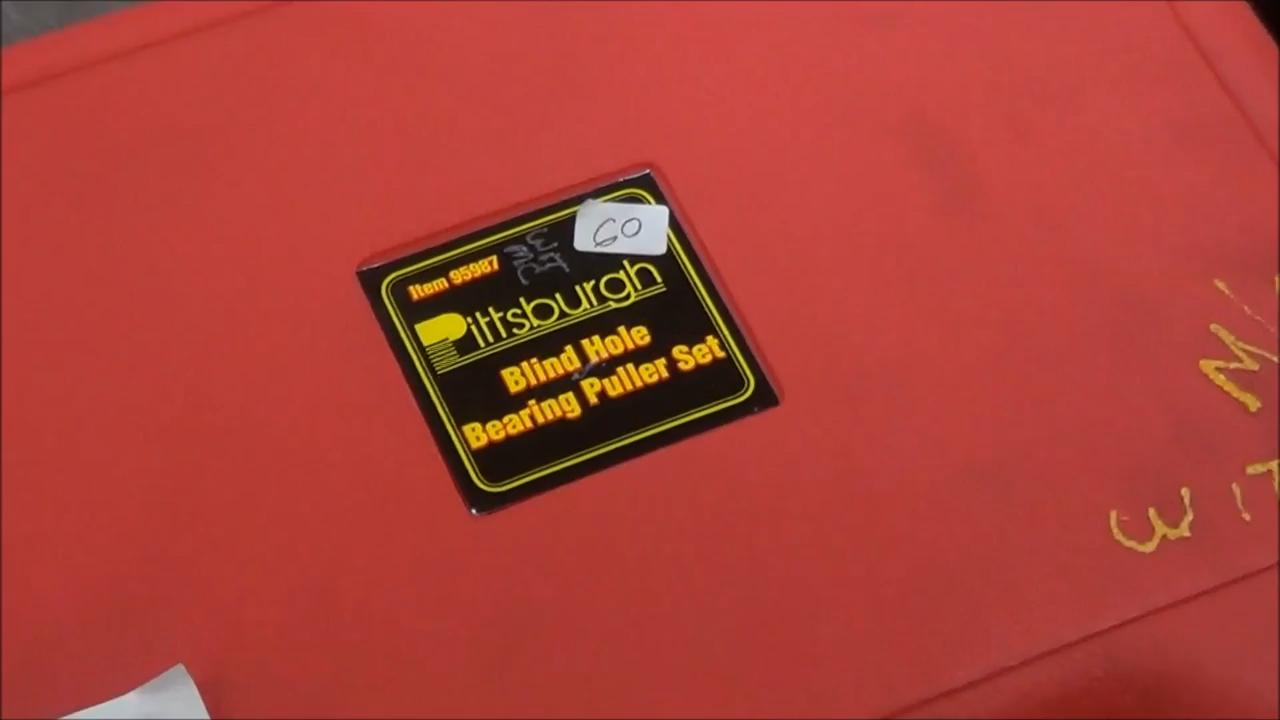 60
Item 95987
Pittsburgh
Blind Hole
Bearing Puller Set